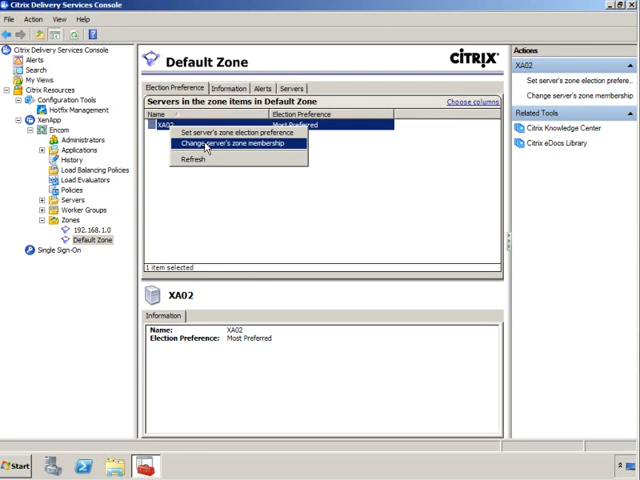 Citrix Delivery Services Console
File Action View Help
Citrix Delivery Services Console
Alerts
Search
My Views
Citrix Resources
Configuration Tools
Hotfix Management
XenApp
Encom
Administrators
Applications
History
Load Balancing Policies
Load Evaluators
Policies
Servers
Worker Groups
Zones
192.168.1.0
Default Zone
Single Sign-On
Default Zone
CITRIX
Election Preference Information Alerts Servers
Servers in the zone items in Default Zone
Choose columns
Name Election Preference
XA02 Most Preferred
Set server's zone election preference
Change server's zone membership
Refresh
1 item selected
XA02
Information
Name: XA02
Election Preference: Most Preferred
Actions
XA02
Set server's zone election prefere...
Change server's zone membership
Related Tools
Citrix Knowledge Center
Citrix eDocs Library
Start